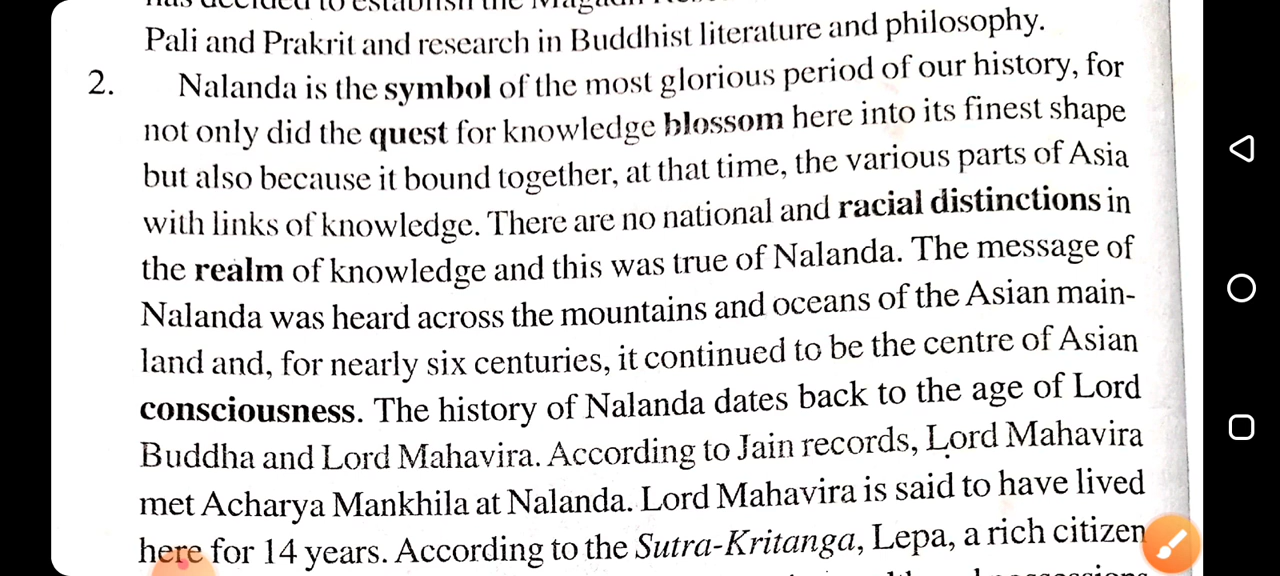 Pali and Prakrit and research in Buddhist literature and philosophy.
2. Nalanda is the symbol of the most glorious period of our history, for
not only did the quest for knowledge blossom here into its finest shape
but also because it bound together, at that time, the various parts of Asia
with links of knowledge. There are no national and racial distinctions in
the realm of knowledge and this was true of Nalanda. The message of
Nalanda was heard across the mountains and oceans of the Asian main-
land and, for nearly six centuries, it continued to be the centre of Asian
consciousness. The history of Nalanda dates back to the age of Lord
Buddha and Lord Mahavira. According to Jain records, Lord Mahavira
met Acharya Mankhila at Nalanda. Lord Mahavira is said to have lived
here for 14 years. According to the Sutra-Kritanga, Lepa, a rich citizen